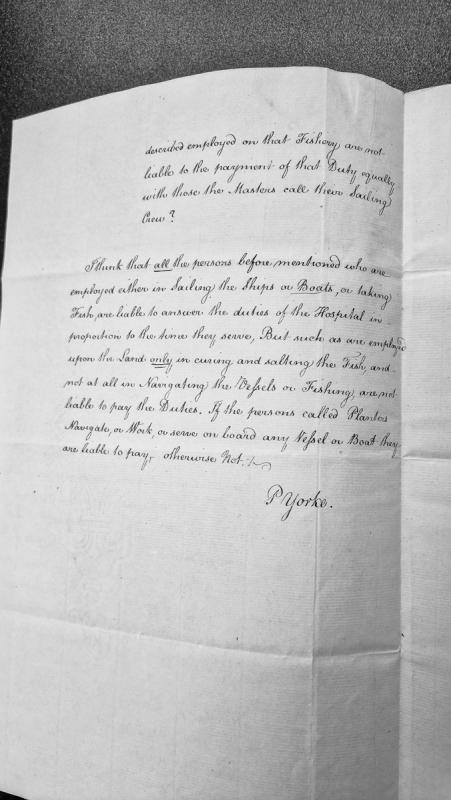 described employed on that Fishery are not
liable to the payment of that Duty equally
with those the Masters call their Sailing
Crew?
I think that all the persons before mentioned who are
employed either in Sailing the Ships or Boats, or taking
Fish, are liable to answer the duties of the Hospital in
proportion to the time they serve, But such as are employed
upon the Land only in curing and salting the Fish, and
not at all in Navigating the Vessels or Fishing, are not
liable to pay the Duties. If the persons called Planters
Navigate, or Work, or serve on board any Vessel or Boat they
are liable to pay, otherwise Not.
P Yorke.